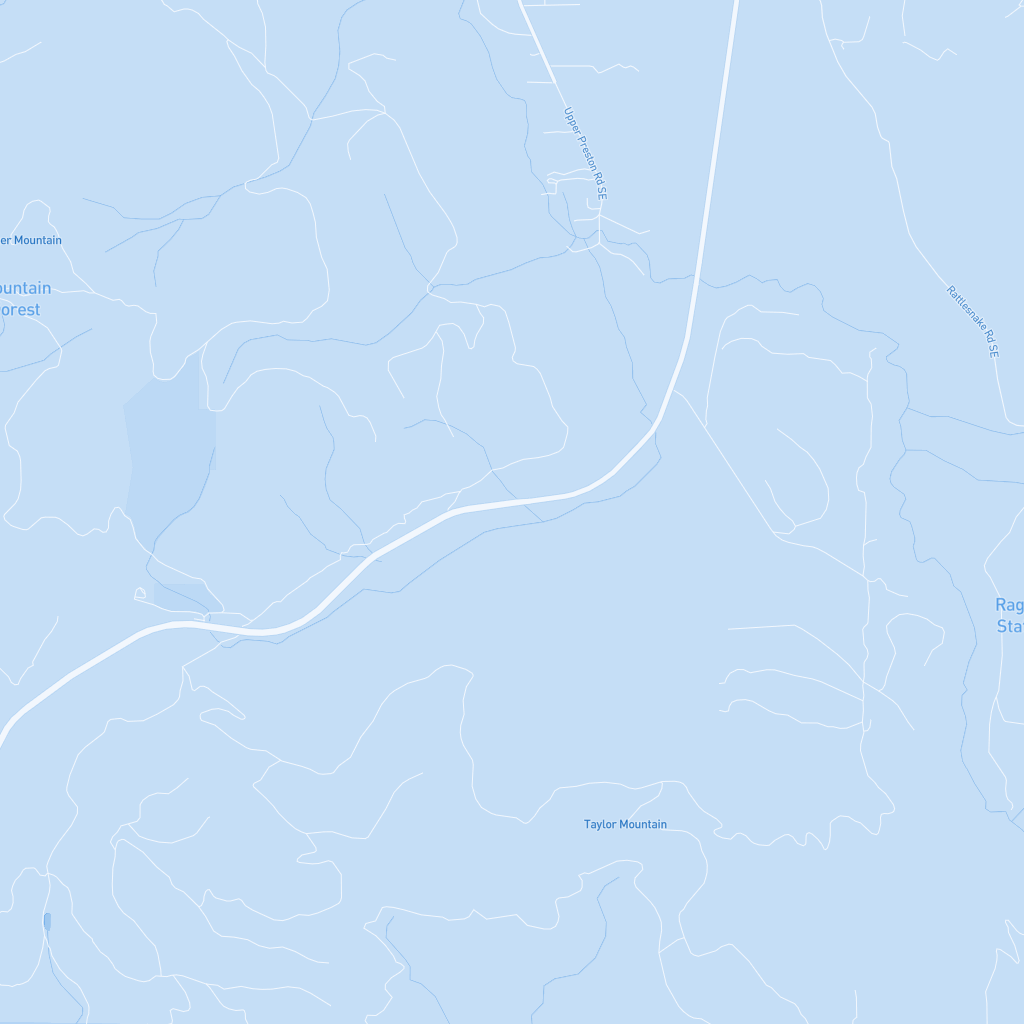 Upper Preston Rd SE
er Mountain
ountain
orest
Rattlesnake Rd SE
Rag
Sta
Taylor Mountain